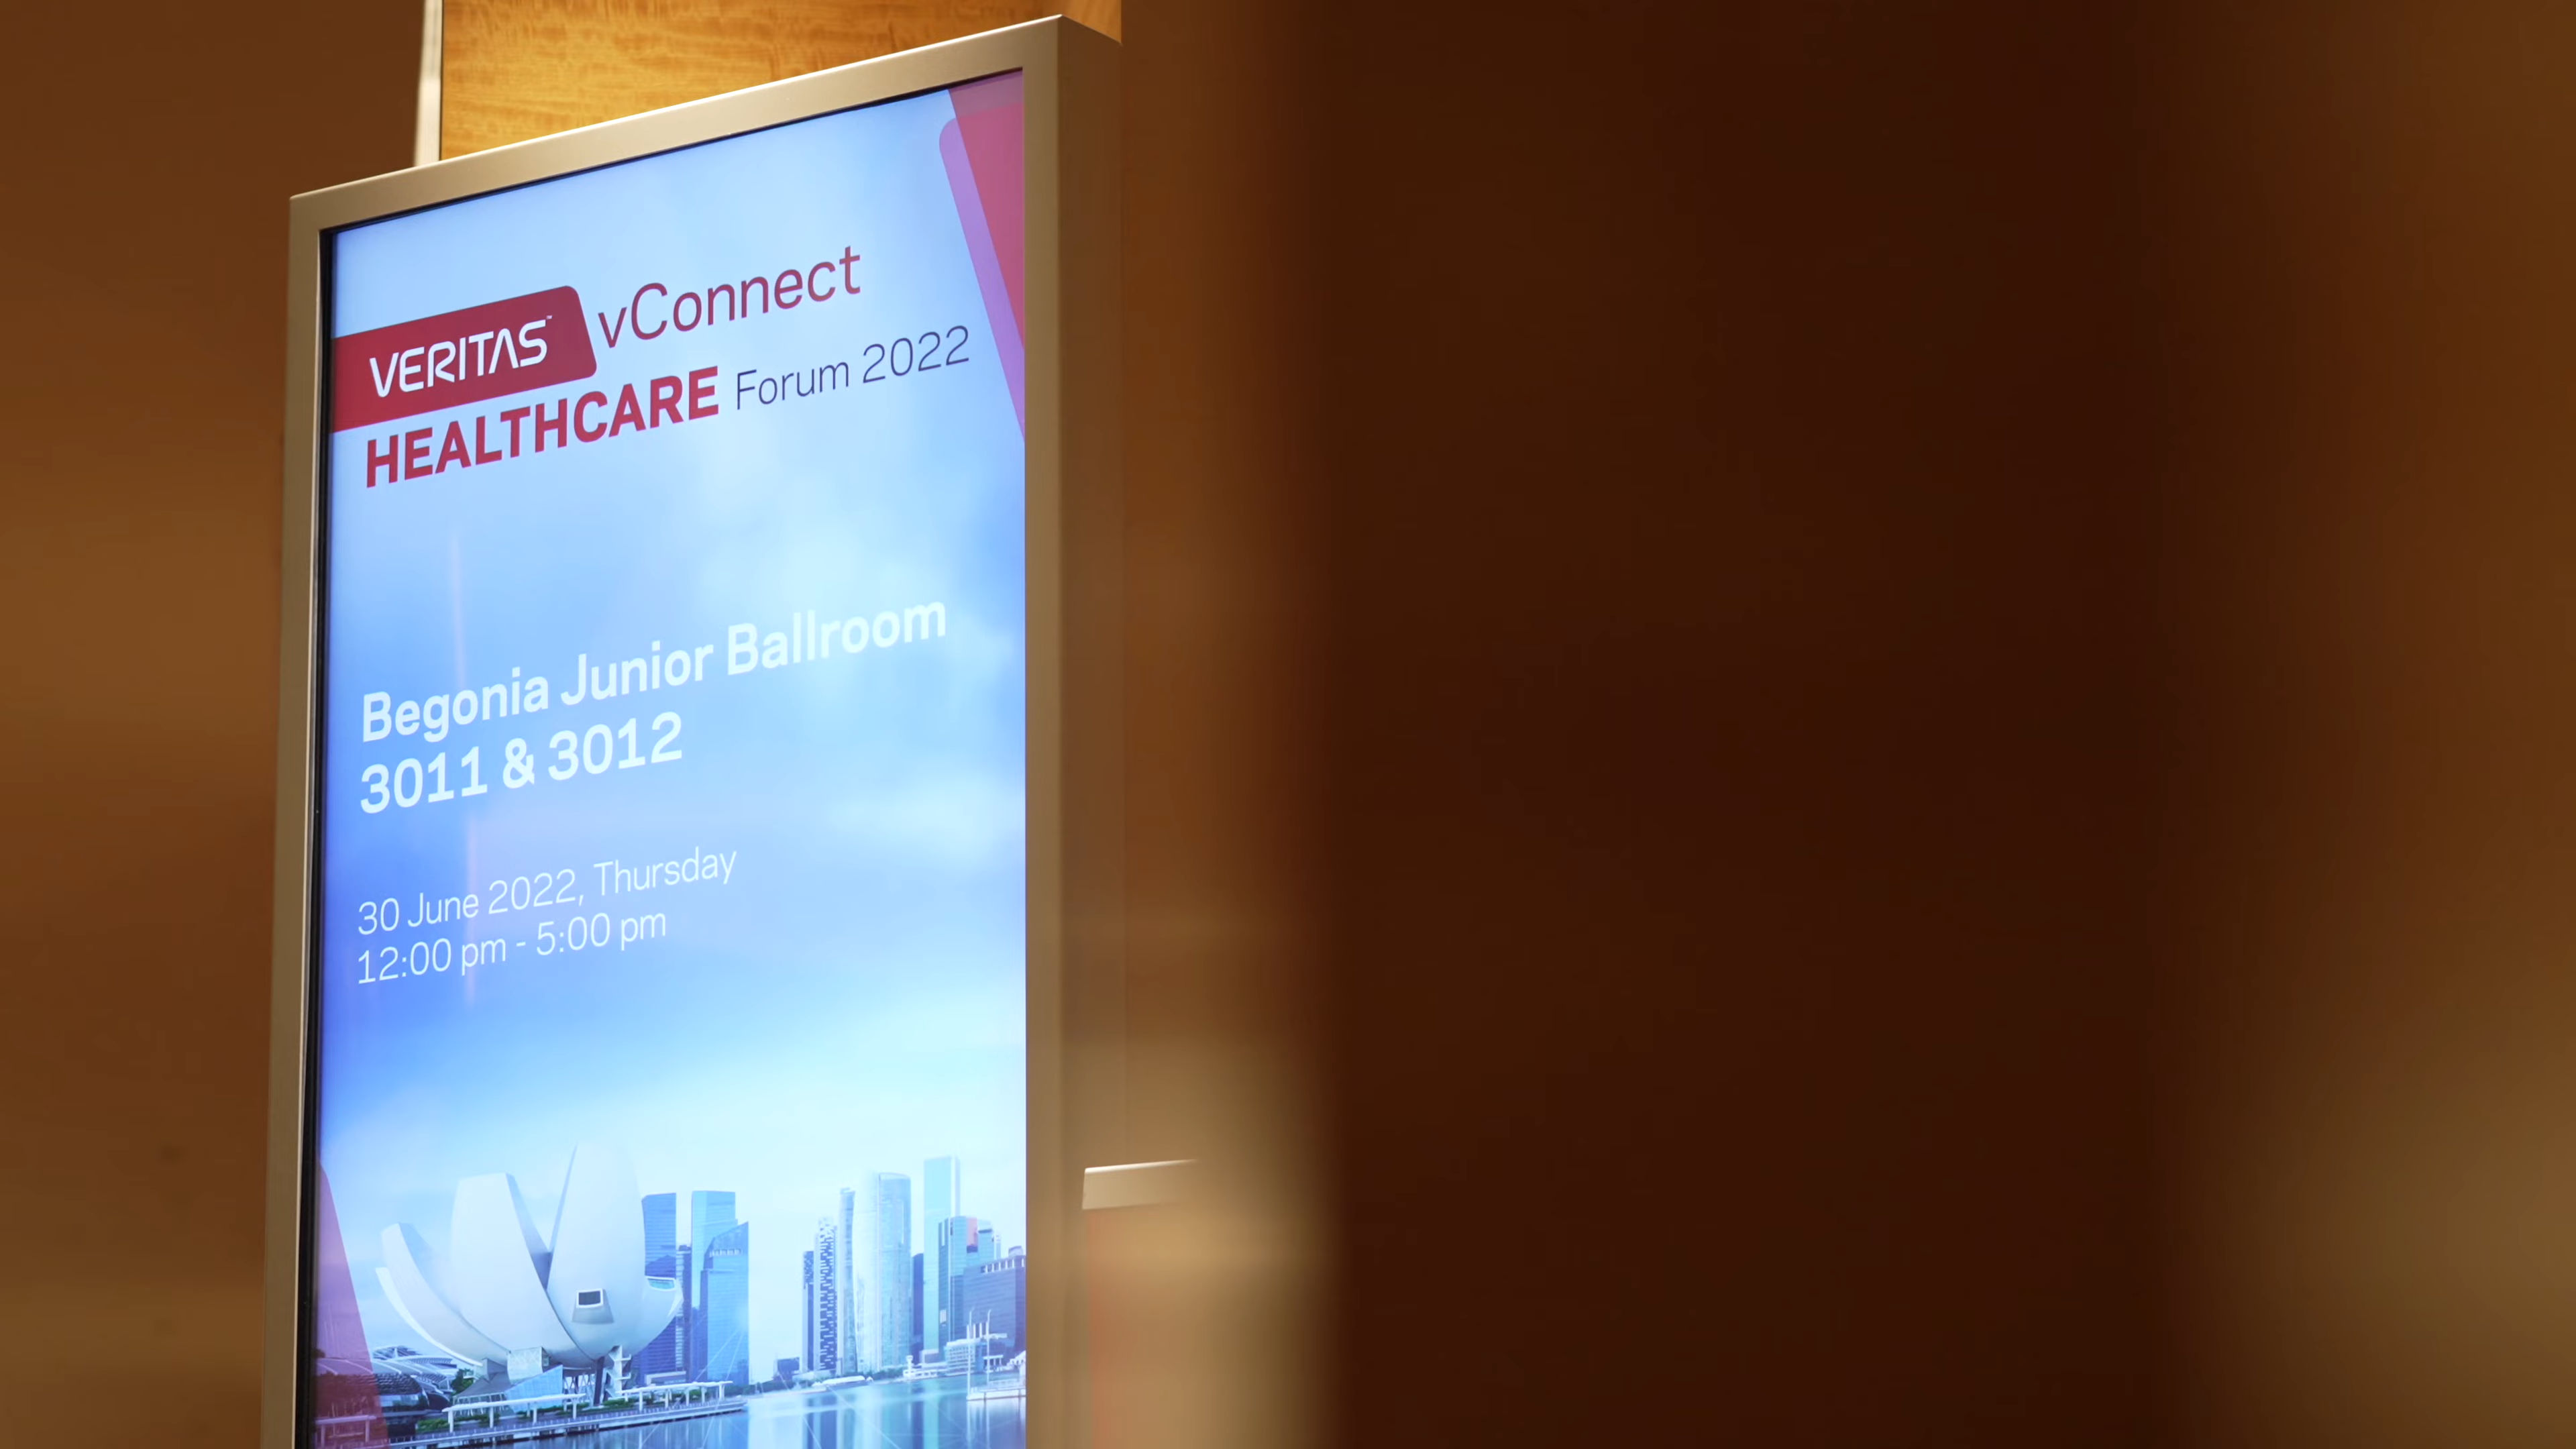 VERITAS™ vConnect
HEALTHCARE Forum 2022
Begonia Junior Ballroom
3011 & 3012
30 June 2022, Thursday
12:00 pm - 5:00 pm